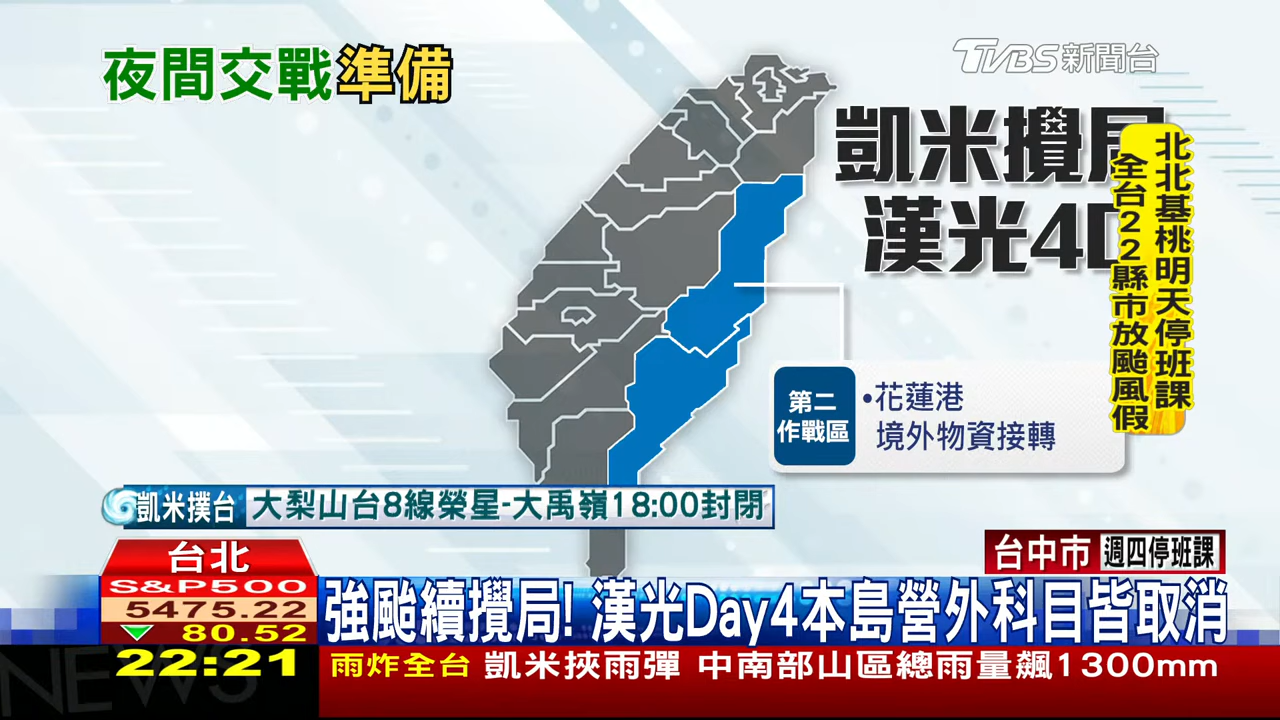 夜間交戰準備
TVBS新聞台
凱米攪局
漢光4D
北北基桃明天停班課
全台22縣市放颱風假
第二
作戰區
•花蓮港
境外物資接轉
凱米撲台
大梨山台8線榮星-大禹嶺18:00封閉
台中市
週四停班課
台北
S&P500
5475.22
80.52
22:21
強颱續攪局! 漢光Day4本島營外科目皆取消
雨炸全台 凱米挾雨彈 中南部山區總雨量飆1300mm
NEWS